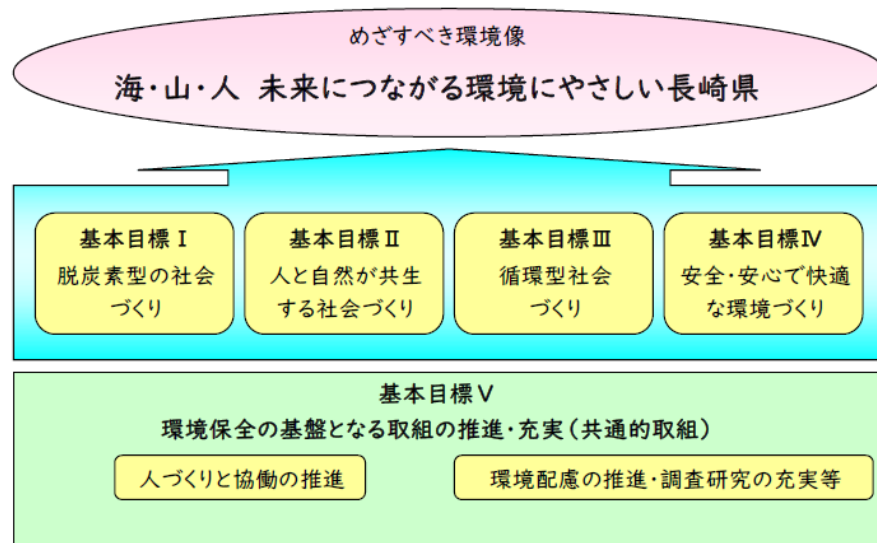 めざすべき環境像
海・山・人 未来につながる環境にやさしい長崎県
基本目標Ⅰ
脱炭素型の社会
づくり
基本目標Ⅱ
人と自然が共生
する社会づくり
基本目標Ⅲ
循環型社会
づくり
基本目標Ⅳ
安全・安心で快適
な環境づくり
基本目標Ⅴ
環境保全の基盤となる取組の推進・充実（共通的取組）
人づくりと協働の推進
環境配慮の推進・調査研究の充実等